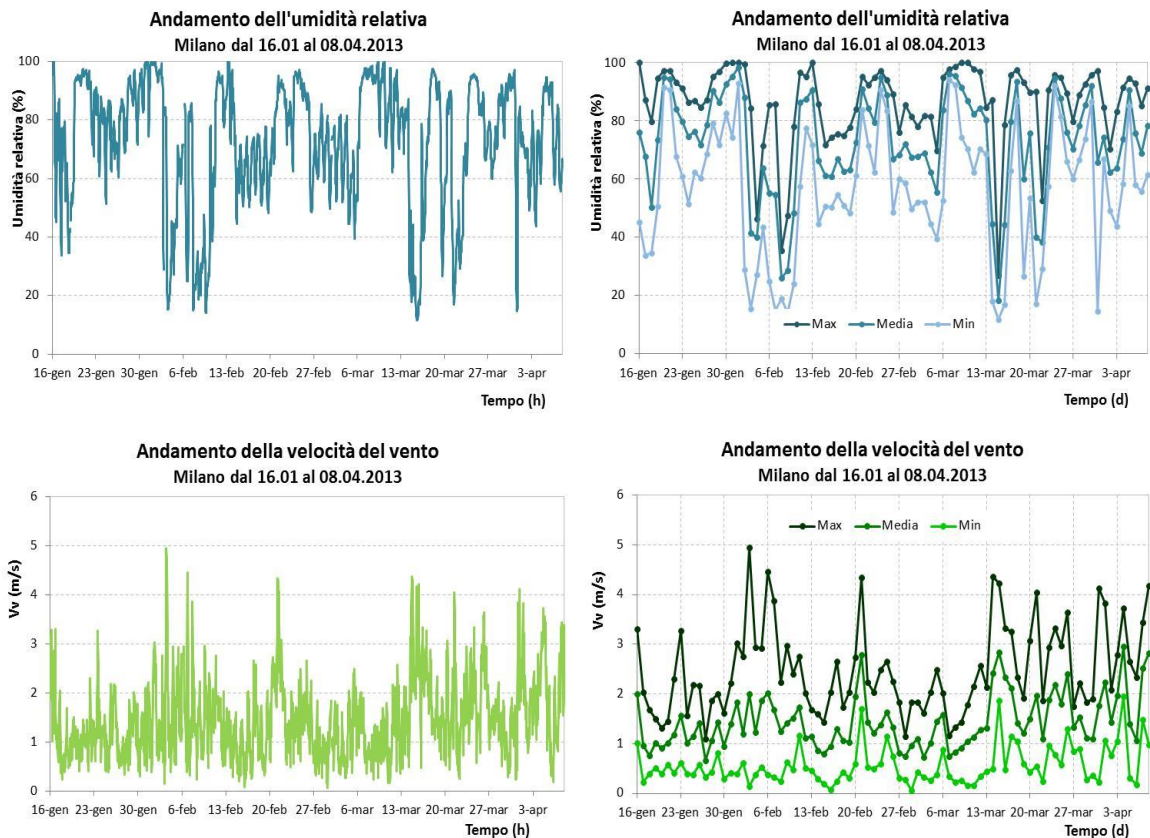 Andamento dell'umidità relativa
Milano dal 16.01 al 08.04.2013
Umidità relativa (%)
100
80
60
40
20
0
16-gen 23-gen 30-gen 6-feb 13-feb 20-feb 27-feb 6-mar 13-mar 20-mar 27-mar 3-apr
Tempo (h)
Andamento dell'umidità relativa
Milano dal 16.01 al 08.04.2013
Umidità relativa (%)
100
80
60
40
20
0
Max Media Min
16-gen 23-gen 30-gen 6-feb 13-feb 20-feb 27-feb 6-mar 13-mar 20-mar 27-mar 3-apr
Tempo (d)
Andamento della velocità del vento
Milano dal 16.01 al 08.04.2013
Vv (m/s)
6
5
4
3
2
1
0
16-gen 23-gen 30-gen 6-feb 13-feb 20-feb 27-feb 6-mar 13-mar 20-mar 27-mar 3-apr
Tempo (h)
Andamento della velocità del vento
Milano dal 16.01 al 08.04.2013
Vv (m/s)
6
5
4
3
2
1
0
Max Media Min
16-gen 23-gen 30-gen 6-feb 13-feb 20-feb 27-feb 6-mar 13-mar 20-mar 27-mar 3-apr
Tempo (d)